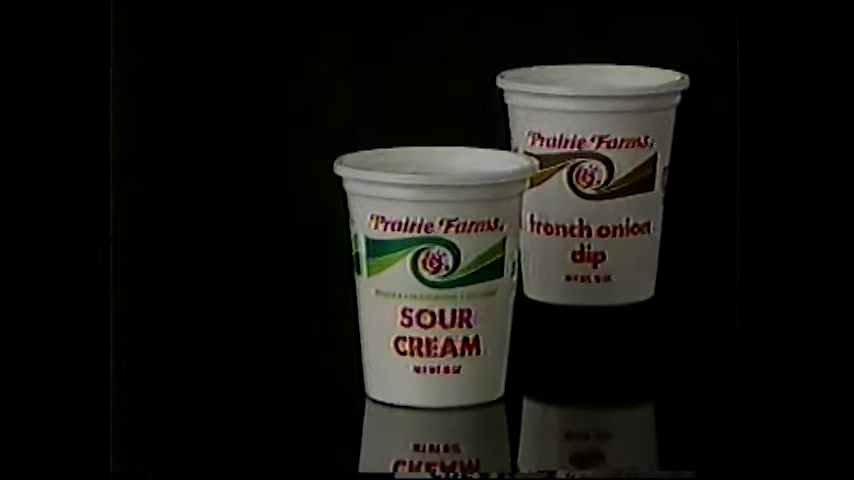 Prairie Farms
SOUR
CREAM
Prairie Farms
french onion
dip